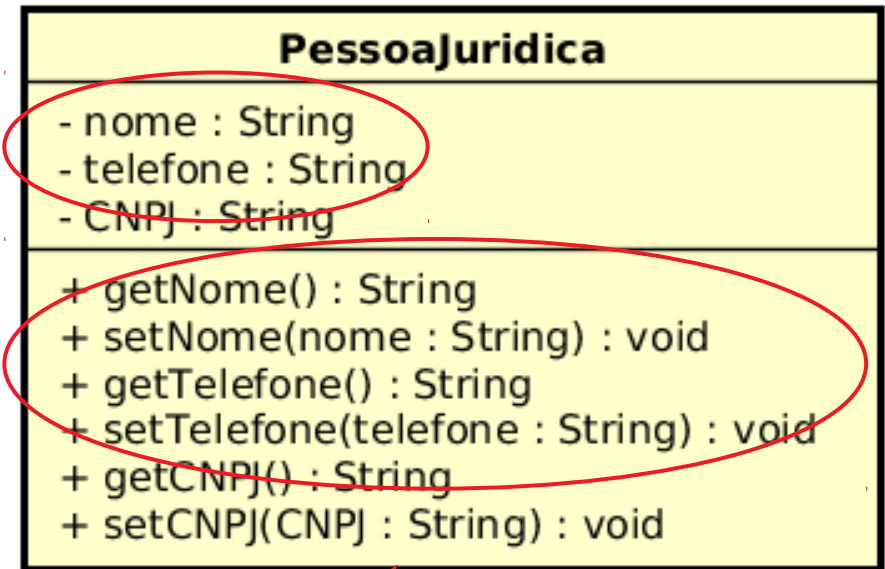 PessoaJuridica
- nome : String
- telefone : String
- CNPJ : String
+ getNome() : String
+ setNome(nome : String) : void
+ getTelefone() : String
+ setTelefone(telefone : String) : void
+ getCNPJ() : String
+ setCNPJ(CNPJ : String) : void